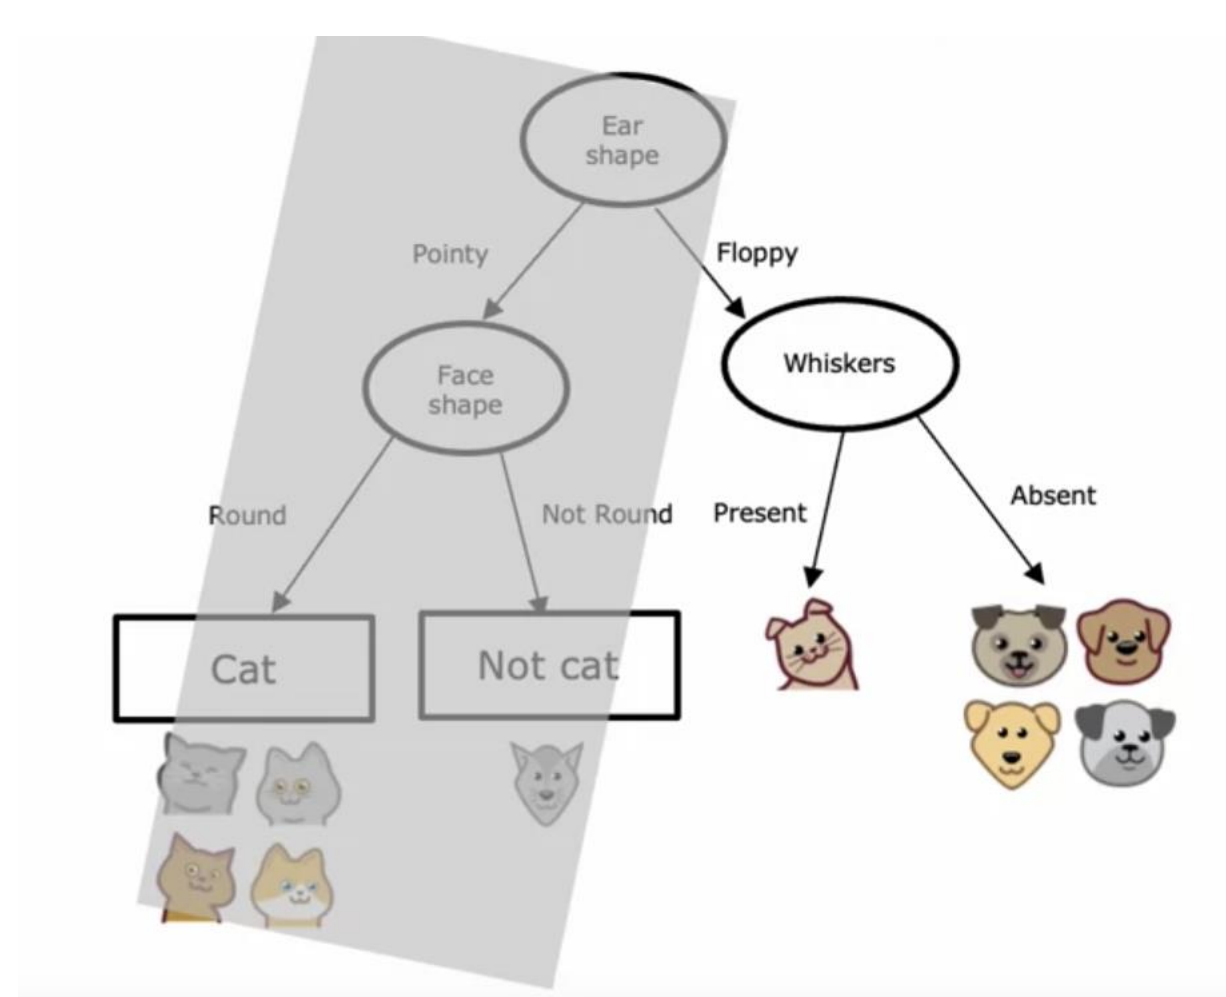 Ear
shape
Pointy
Floppy
Face
shape
Whiskers
Round
Not Round
Present
Absent
Cat
Not cat